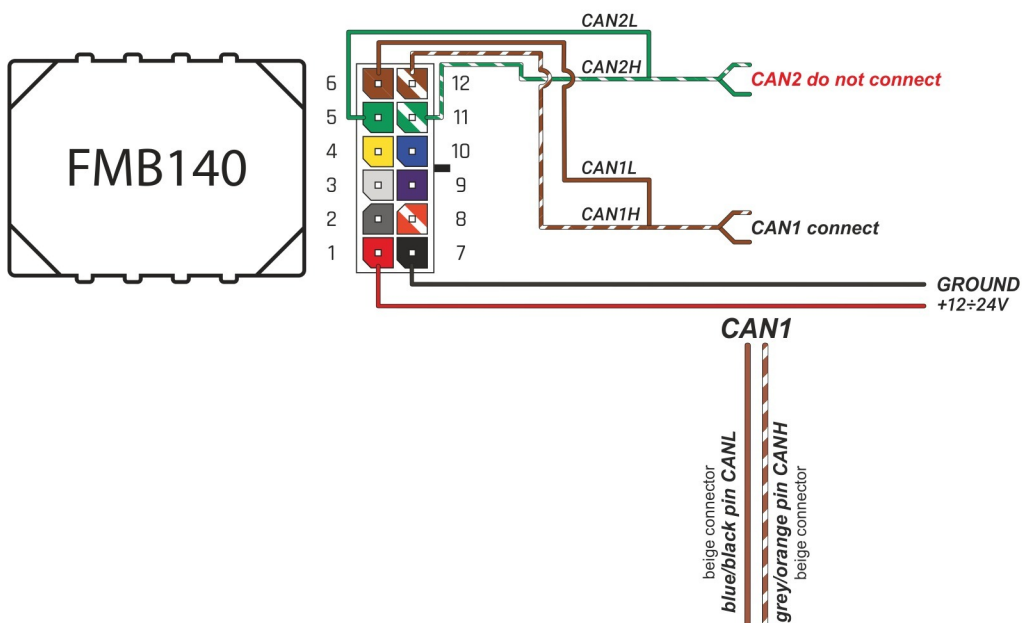 FMB140
CAN2L
CAN2H
CAN2 do not connect
6
12
5
11
4
10
3
9
2
8
1
7
CAN1L
CAN1H
CAN1 connect
GROUND
+12÷24V
CAN1
beige connector
blue/black pin CANL
grey/orange pin CANH
beige connector